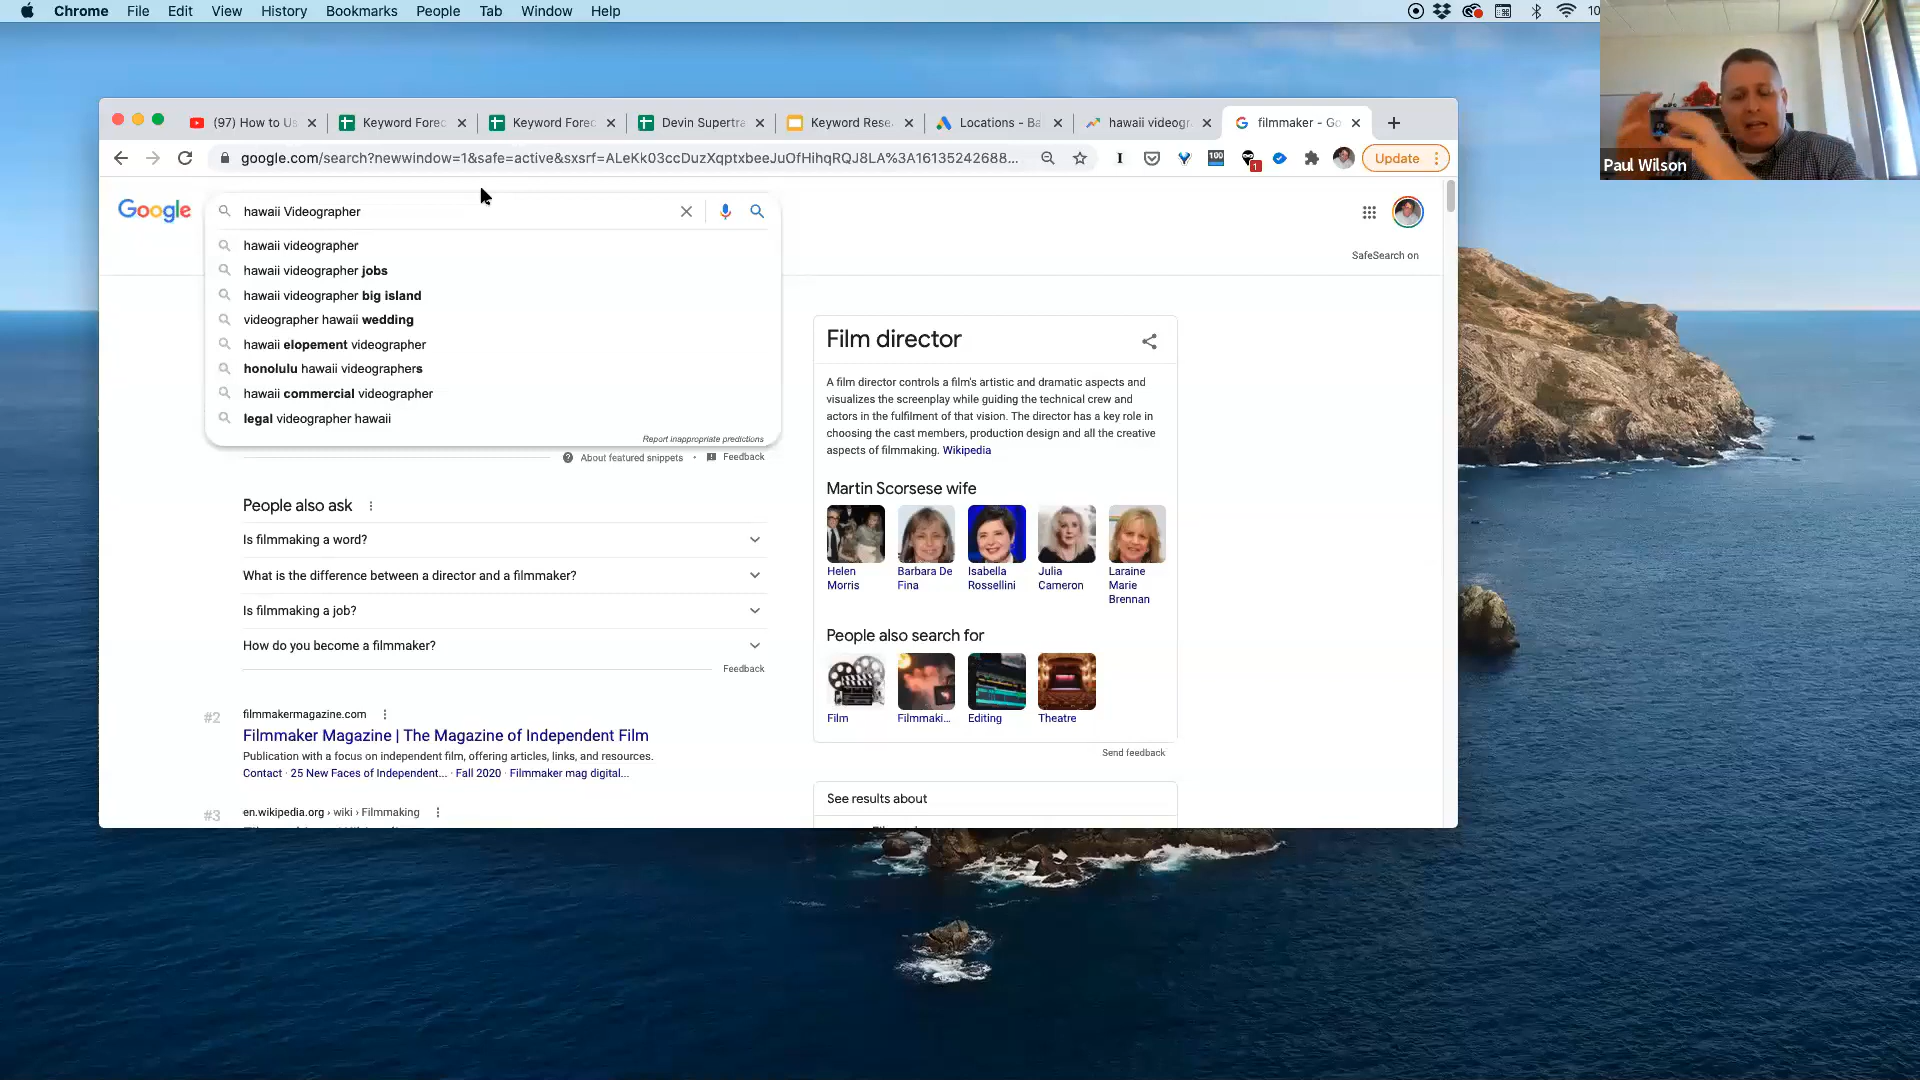 Chrome File Edit View History Bookmarks People Tab Window Help
10
(97) How to Us
Keyword Forec
Keyword Forec
Devin Supertra
Keyword Rese
Locations - Ba
hawaii videogr
filmmaker - Go
google.com/search?newwindow=1&safe=active&sxsrf=ALeKk03ccDuzXqptxbeeJuOfHihqRQJ8LA%3A16135242688...
I
100
1
Update
Paul Wilson
Google
hawaii Videographer
hawaii videographer
hawaii videographer jobs
hawaii videographer big island
videographer hawaii wedding
hawaii elopement videographer
honolulu hawaii videographers
hawaii commercial videographer
legal videographer hawaii
Report inappropriate predictions
About featured snippets • Feedback
SafeSearch on
People also ask
Is filmmaking a word?
What is the difference between a director and a filmmaker?
Is filmmaking a job?
How do you become a filmmaker?
Feedback
#2
filmmakermagazine.com
Filmmaker Magazine | The Magazine of Independent Film
Publication with a focus on independent film, offering articles, links, and resources.
Contact · 25 New Faces of Independent... · Fall 2020 · Filmmaker mag digital...
#3
en.wikipedia.org › wiki › Filmmaking
Film director
A film director controls a film's artistic and dramatic aspects and
visualizes the screenplay while guiding the technical crew and
actors in the fulfilment of that vision. The director has a key role in
choosing the cast members, production design and all the creative
aspects of filmmaking. Wikipedia
Martin Scorsese wife
Helen Morris
Barbara De Fina
Isabella Rossellini
Julia Cameron
Laraine Marie Brennan
People also search for
Film
Filmmaki...
Editing
Theatre
Send feedback
See results about